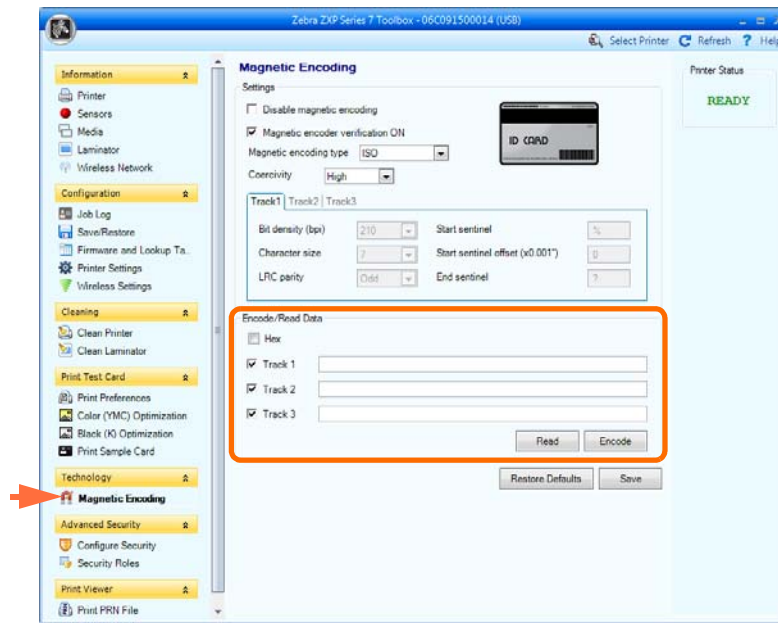 Zebra ZXP Series 7 Toolbox - 06C091500014 (USB)
Select Printer Refresh ? Help
Information
Printer
Sensors
Media
Laminator
Wireless Network
Configuration
Job Log
Save/Restore
Firmware and Lookup Ta..
Printer Settings
Wireless Settings
Cleaning
Clean Printer
Clean Laminator
Print Test Card
Print Preferences
Color (YMC) Optimization
Black (K) Optimization
Print Sample Card
Technology
Magnetic Encoding
Advanced Security
Configure Security
Security Roles
Print Viewer
Print PRN File
Magnetic Encoding
Settings
Disable magnetic encoding
Magnetic encoder verification ON
Magnetic encoding type ISO
Coercivity High
ID CARD
Track1 Track2 Track3
Bit density (bpi) 210 Start sentinel %
Character size 7 Start sentinel offset (x0.001") 0
LRC parity Odd End sentinel ?
Encode/Read Data
Hex
Track 1
Track 2
Track 3
Read Encode
Restore Defaults Save
Printer Status
READY